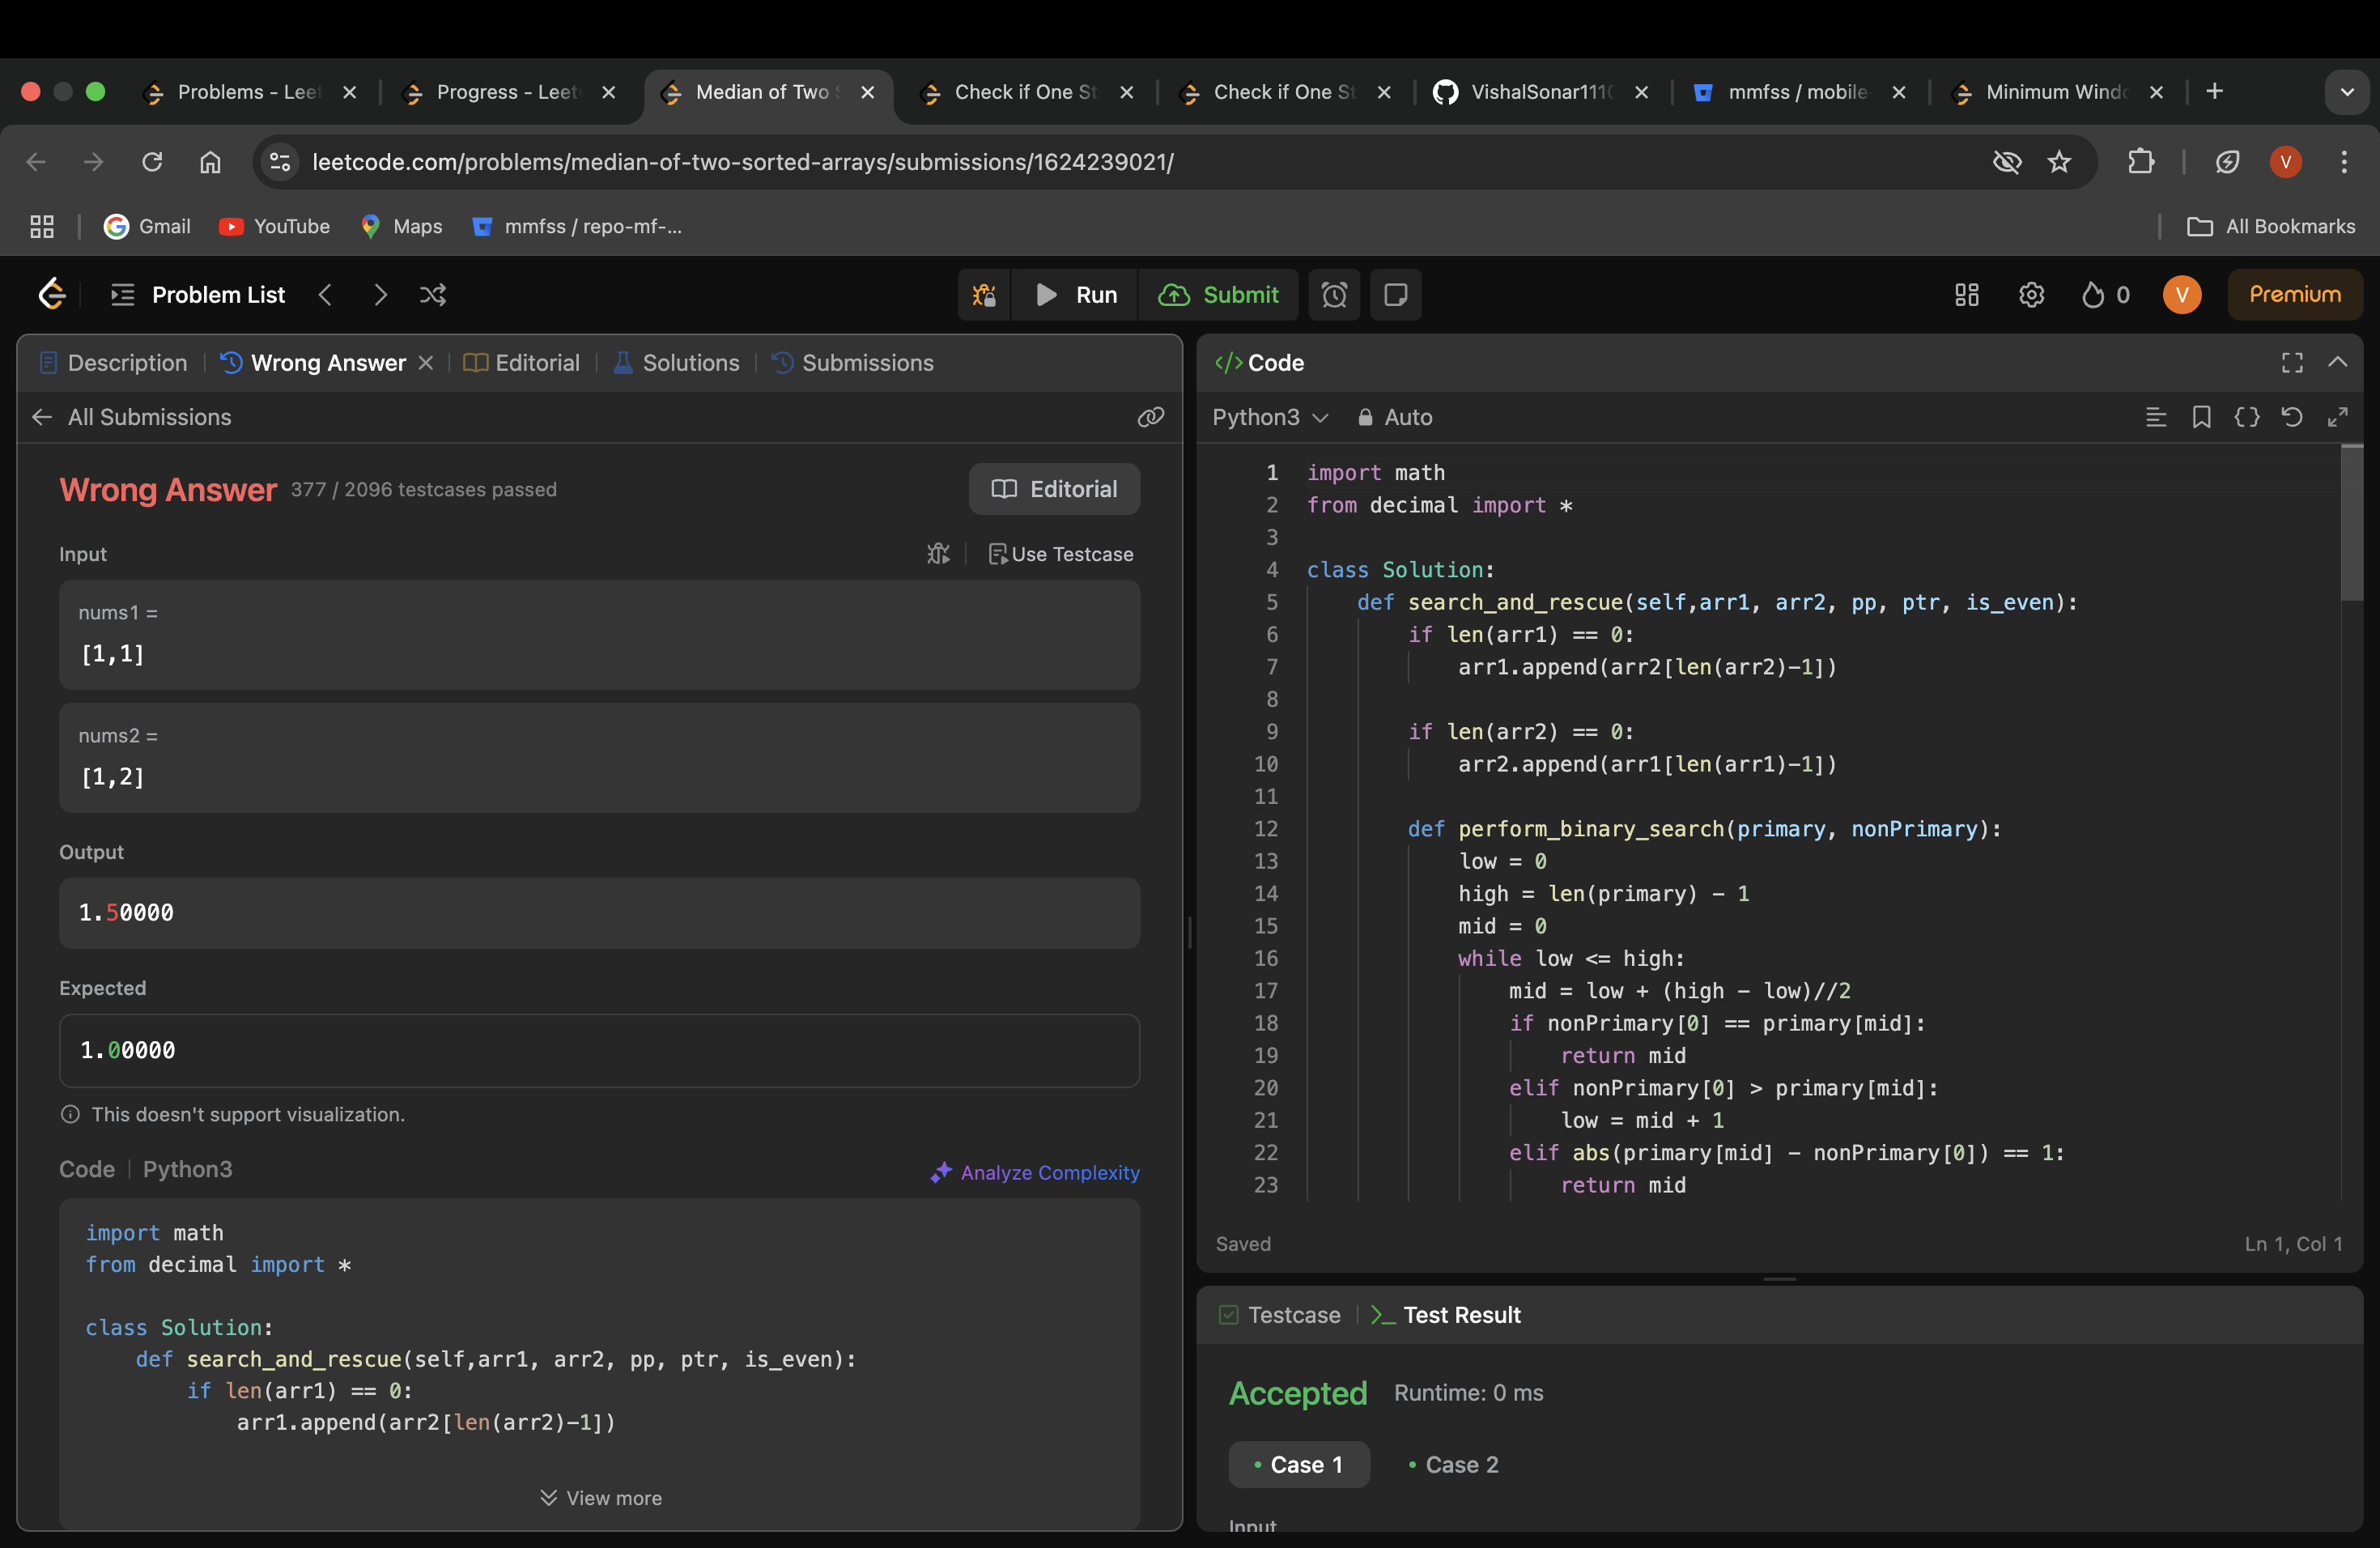 Problems - Leet
Progress - Leet
Median of Two S
Check if One St
Check if One St
VishalSonar1110
mmfss / mobile
Minimum Windo
leetcode.com/problems/median-of-two-sorted-arrays/submissions/1624239021/
V
Gmail
YouTube
Maps
mmfss / repo-mf-...
All Bookmarks
Problem List
Run
Submit
0
V
Premium
Description
Wrong Answer
Editorial
Solutions
Submissions
All Submissions
Wrong Answer 377 / 2096 testcases passed
Editorial
Input
Use Testcase
nums1 =
[1,1]
nums2 =
[1,2]
Output
1.50000
Expected
1.00000
This doesn't support visualization.
Code | Python3
Analyze Complexity
import math
from decimal import *
class Solution:
def search_and_rescue(self,arr1, arr2, pp, ptr, is_even):
if len(arr1) == 0:
arr1.append(arr2[len(arr2)-1])
View more
</> Code
Python3
Auto
1 import math
2 from decimal import *
3
4 class Solution:
5 def search_and_rescue(self,arr1, arr2, pp, ptr, is_even):
6 if len(arr1) == 0:
7 arr1.append(arr2[len(arr2)-1])
8
9 if len(arr2) == 0:
10 arr2.append(arr1[len(arr1)-1])
11
12 def perform_binary_search(primary, nonPrimary):
13 low = 0
14 high = len(primary) - 1
15 mid = 0
16 while low <= high:
17 mid = low + (high - low)//2
18 if nonPrimary[0] == primary[mid]:
19 return mid
20 elif nonPrimary[0] > primary[mid]:
21 low = mid + 1
22 elif abs(primary[mid] - nonPrimary[0]) == 1:
23 return mid
Saved
Ln 1, Col 1
Testcase
Test Result
Accepted Runtime: 0 ms
• Case 1
• Case 2
Input